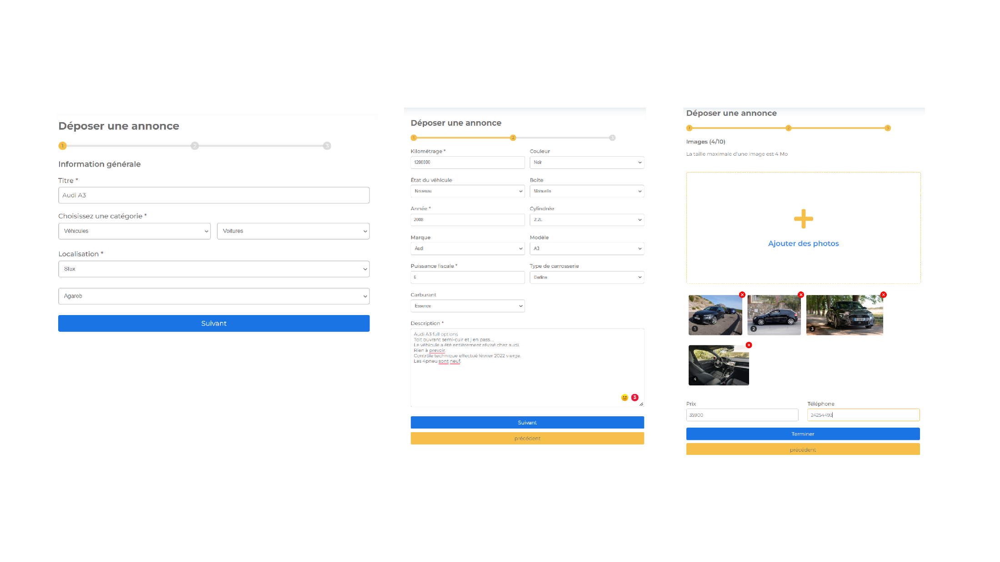 Déposer une annonce
1
2
3
Information générale
Titre *
Audi A3
Choisissez une catégorie *
Véhicules
Voitures
Localisation *
Sfax
Agareb
Suivant
Déposer une annonce
1
2
3
Kilométrage *
Couleur
1200000
Noir
État du véhicule
Boite
Nouveau
Manuelle
Année *
Cylindrée
2008
2.2L
Marque
Modèle
Audi
A3
Puissance fiscale *
Type de carrosserie
6
Berline
Carburant
Essence
Description *
Audi A3 full options
Toit ouvrant semi-cuir et j en pass....
Le véhicule a été entièrement révisé chez audi.
Rien à prevoir.
Contrôle technique effectué février 2022 vierge.
Les 4pneu sont neuf.
3
Suivant
précédent
Déposer une annonce
1
2
3
Images (4/10)
La taille maximale d'une image est 4 Mo
Ajouter des photos
1
2
3
4
Prix
Téléphone
35900
24254493
Terminer
précédent